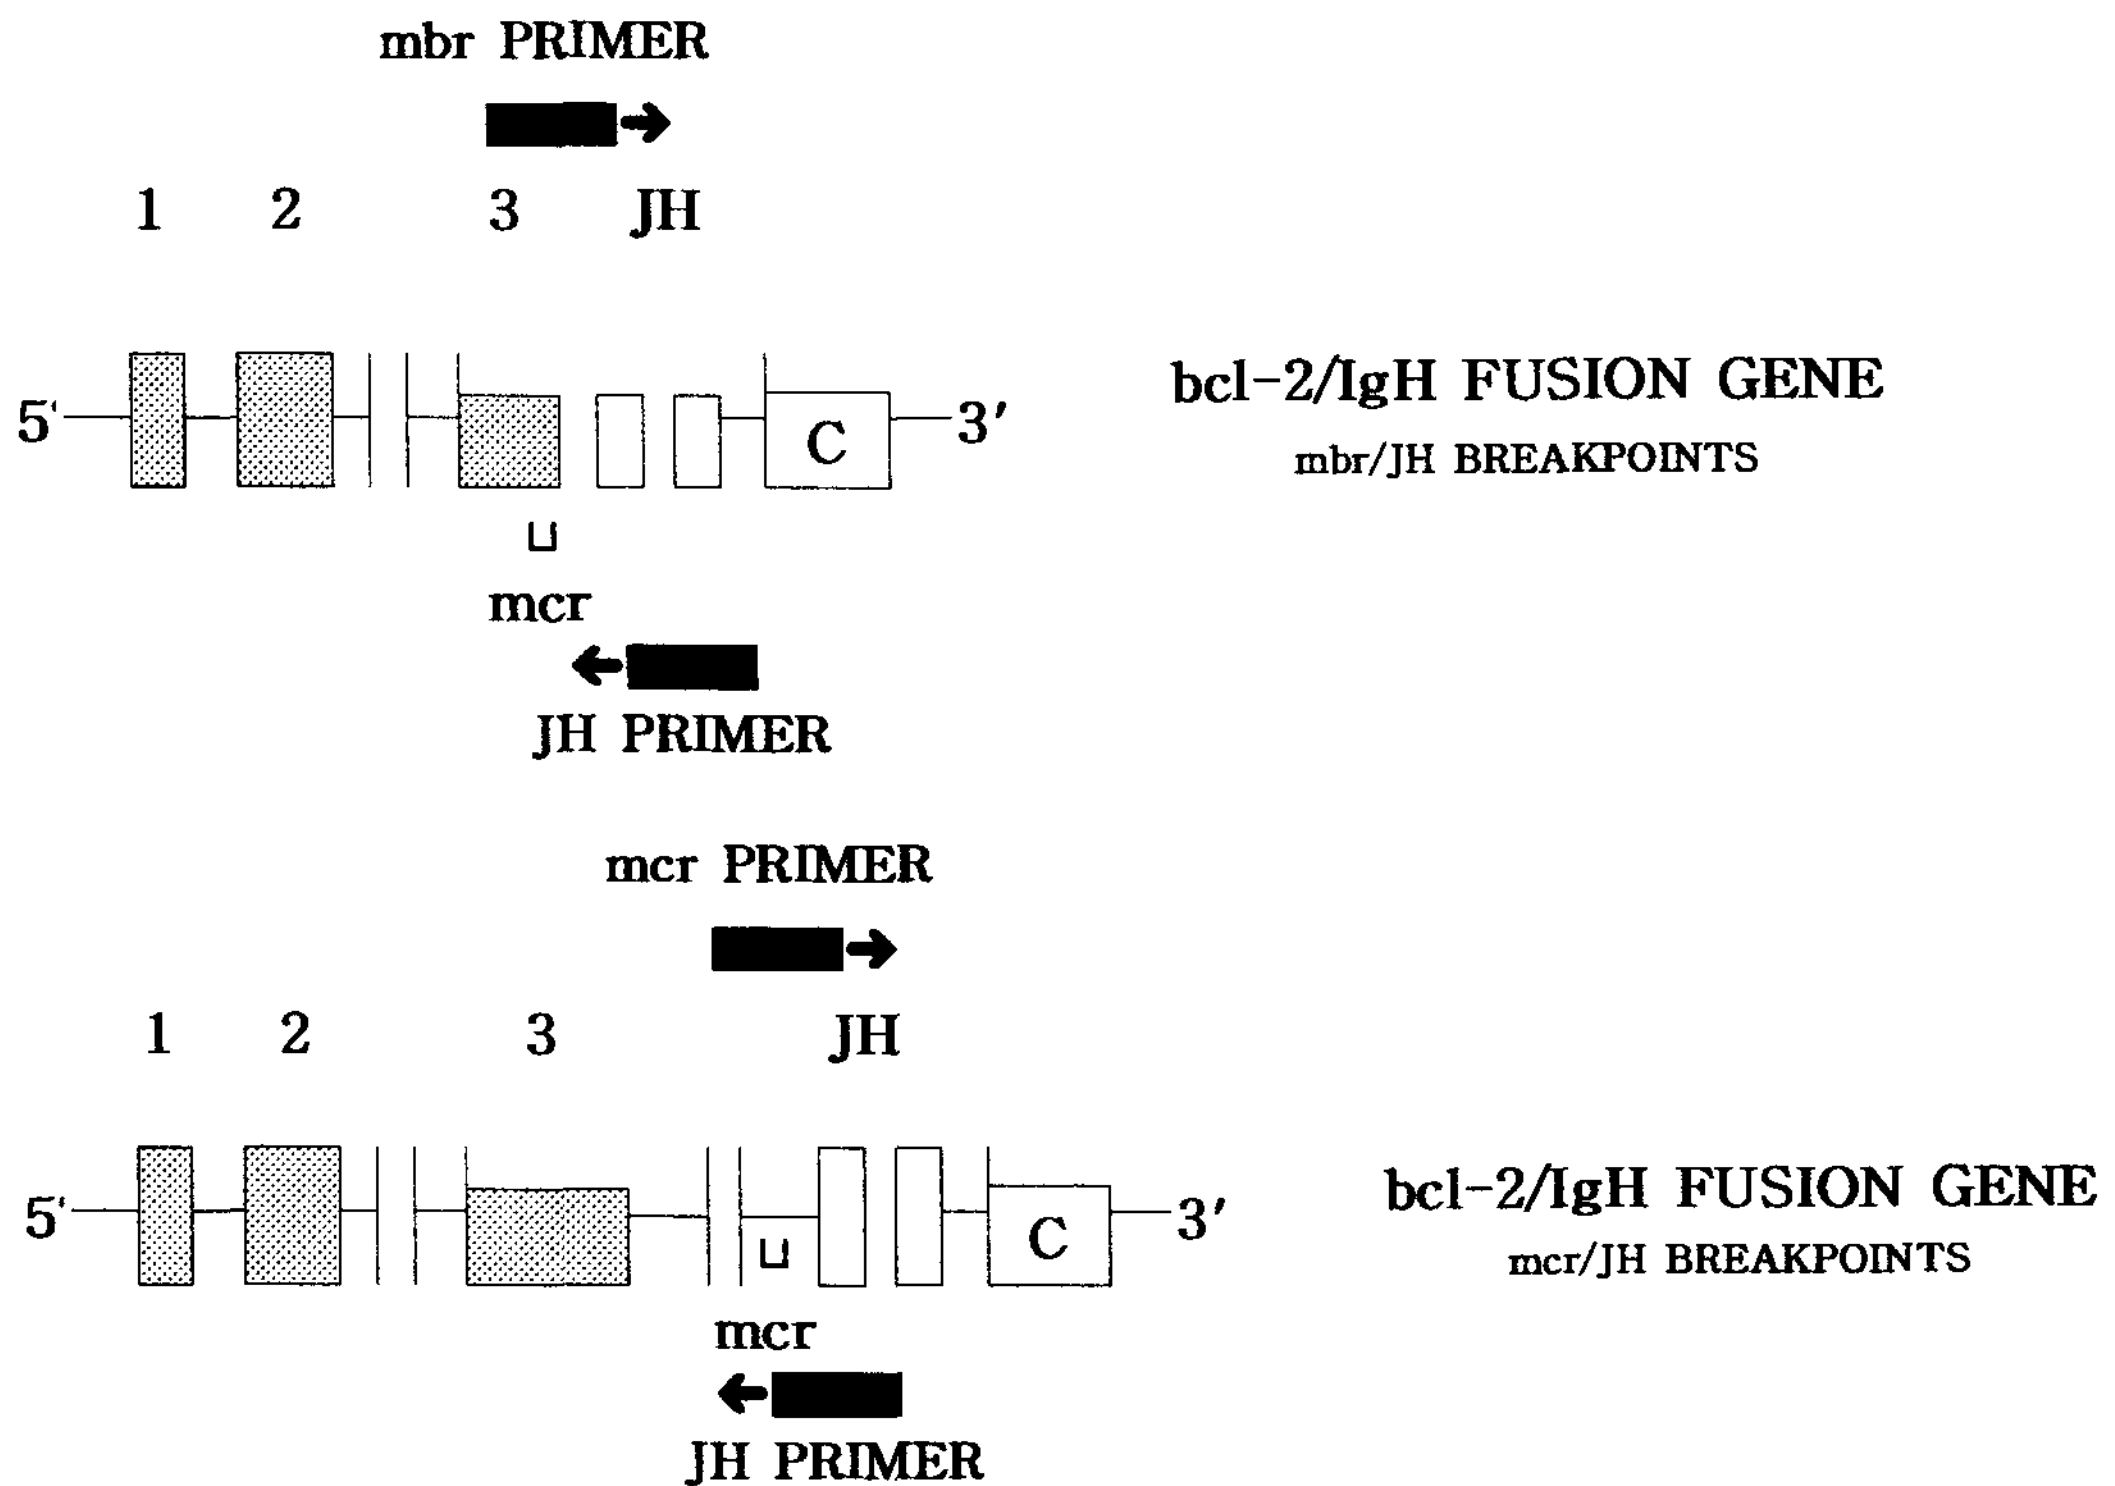 mbr PRIMER
1 2 3 JH
5' C 3'
bcl-2/IgH FUSION GENE
mbr/JH BREAKPOINTS
mcr
JH PRIMER
mcr PRIMER
1 2 3 JH
5' C 3'
bcl-2/IgH FUSION GENE
mcr/JH BREAKPOINTS
mcr
JH PRIMER